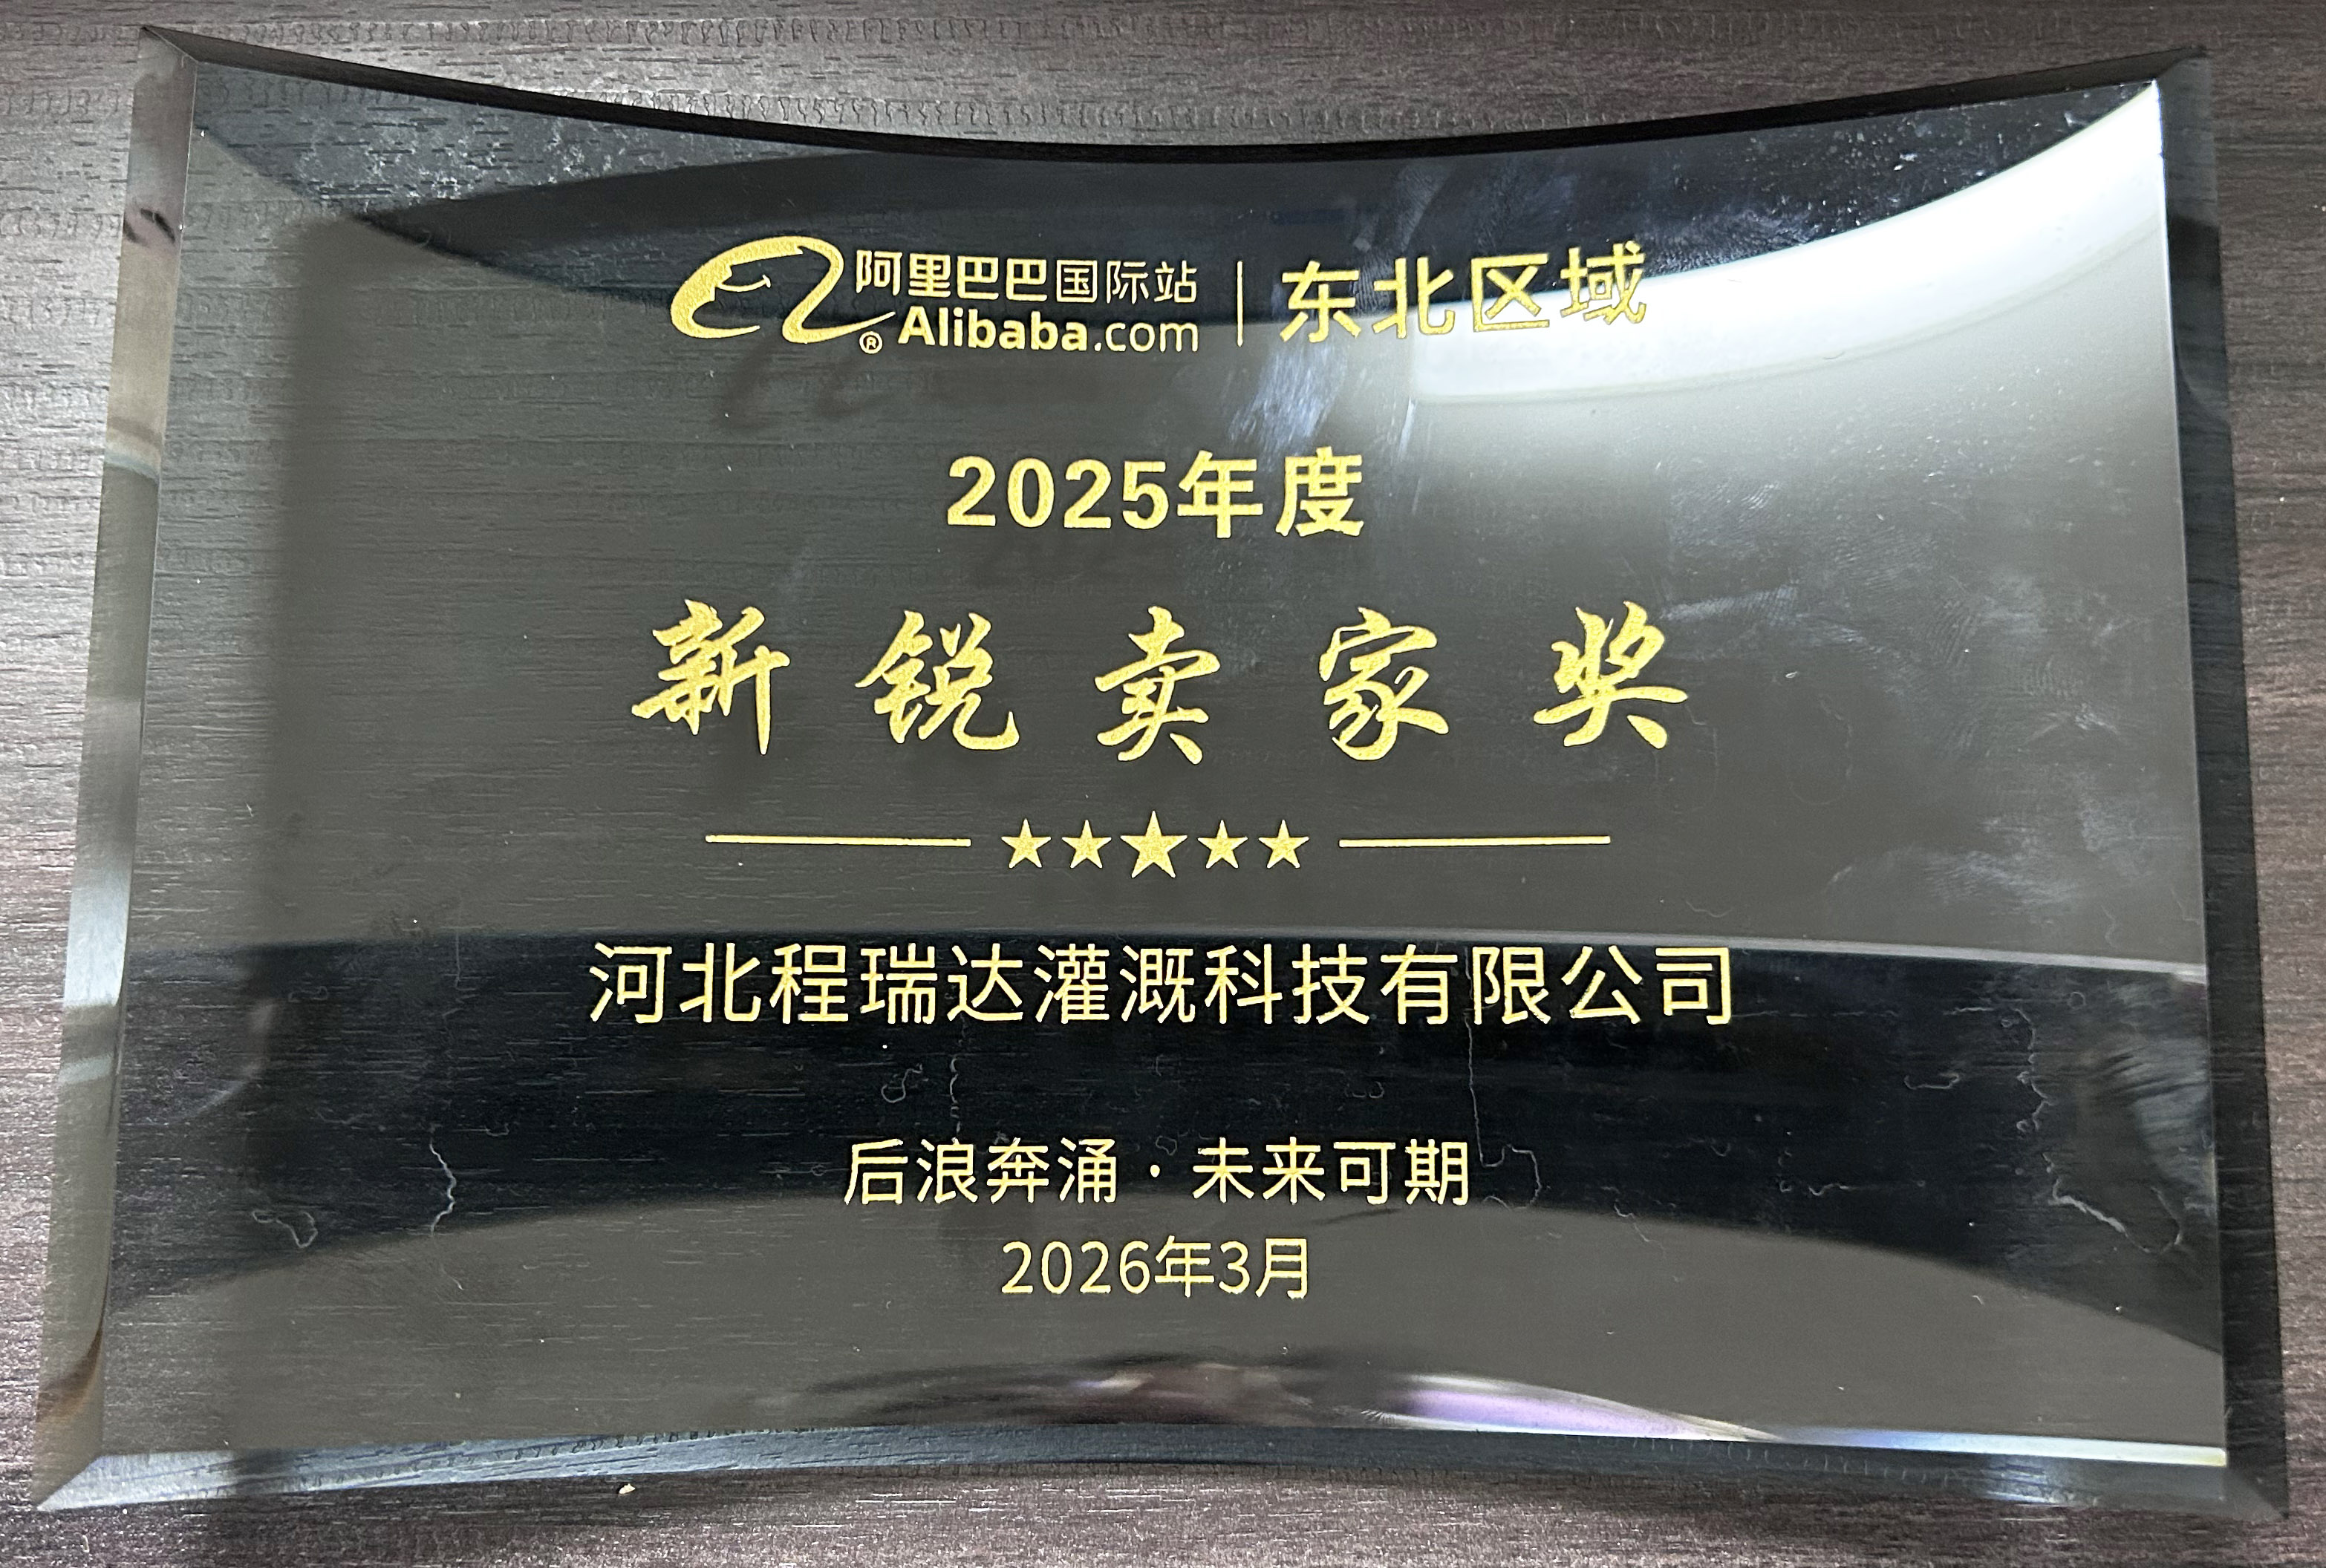 阿里巴巴国际站 | 东北区域
® Alibaba.com
2025年度
新锐卖家奖
河北程瑞达灌溉科技有限公司
后浪奔涌·未来可期
2026年3月